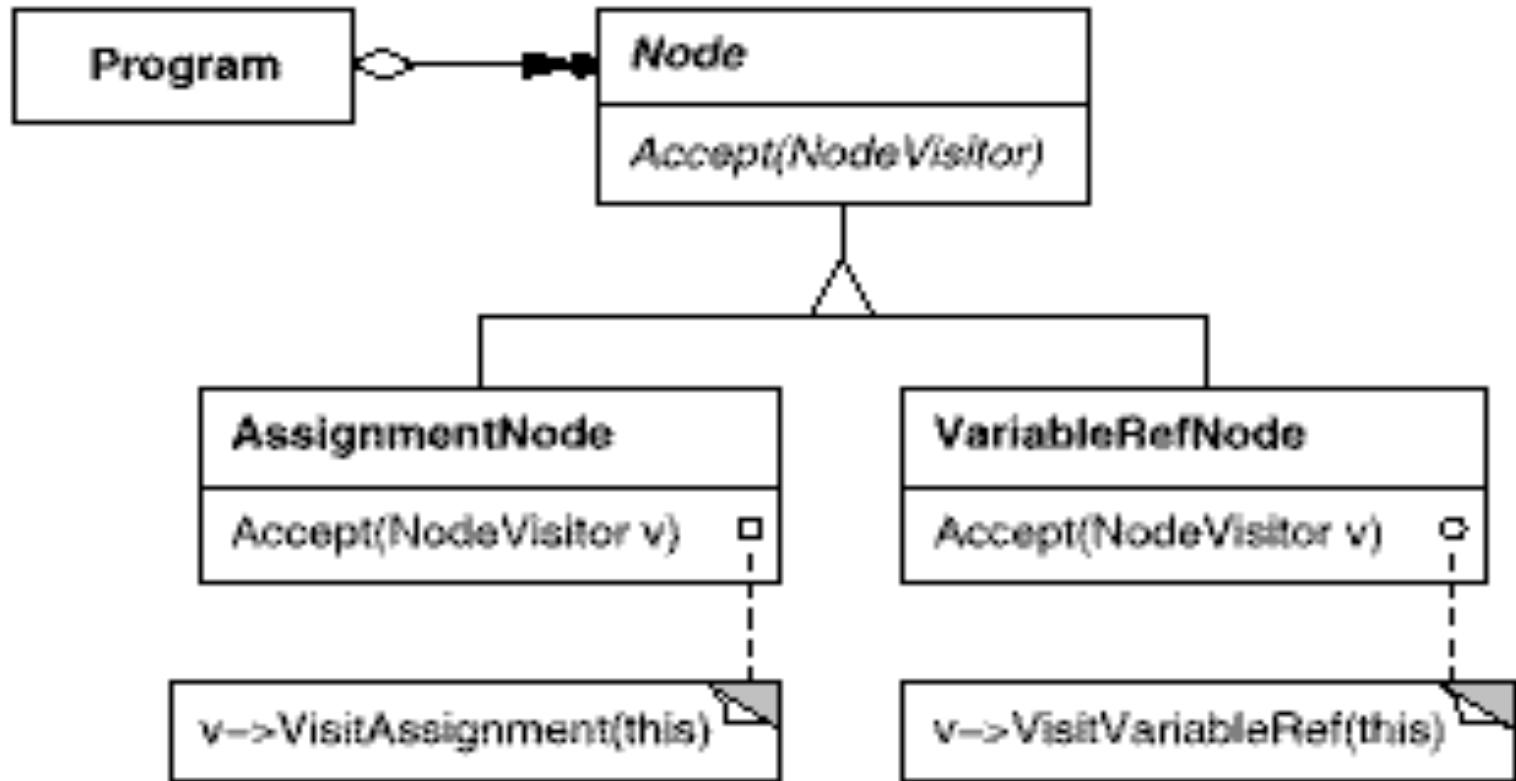 Program
Node
Accept(NodeVisitor)
AssignmentNode
Accept(NodeVisitor v)
VariableRefNode
Accept(NodeVisitor v)
v–>VisitAssignment(this)
v–>VisitVariableRef(this)